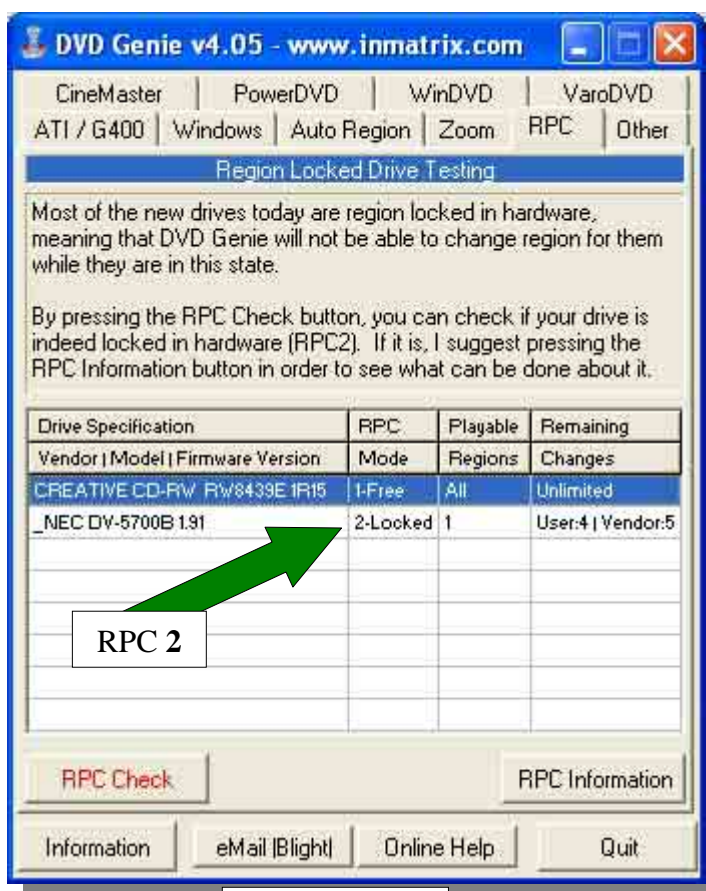 DVD Genie v4.05 - www.inmatrix.com
CineMaster PowerDVD WinDVD VaroDVD
ATI / G400 Windows Auto Region Zoom RPC Other
Region Locked Drive Testing
Most of the new drives today are region locked in hardware,
meaning that DVD Genie will not be able to change region for them
while they are in this state.
By pressing the RPC Check button, you can check if your drive is
indeed locked in hardware (RPC2). If it is, I suggest pressing the
RPC Information button in order to see what can be done about it.
Drive Specification RPC Playable Remaining
Vendor | Model | Firmware Version Mode Regions Changes
CREATIVE CD-RW RW8439E 1R15 1-Free All Unlimited
_NEC DV-5700B 1.91 2-Locked 1 User:4 | Vendor:5
RPC 2
RPC Check RPC Information
Information eMail |Blight| Online Help Quit